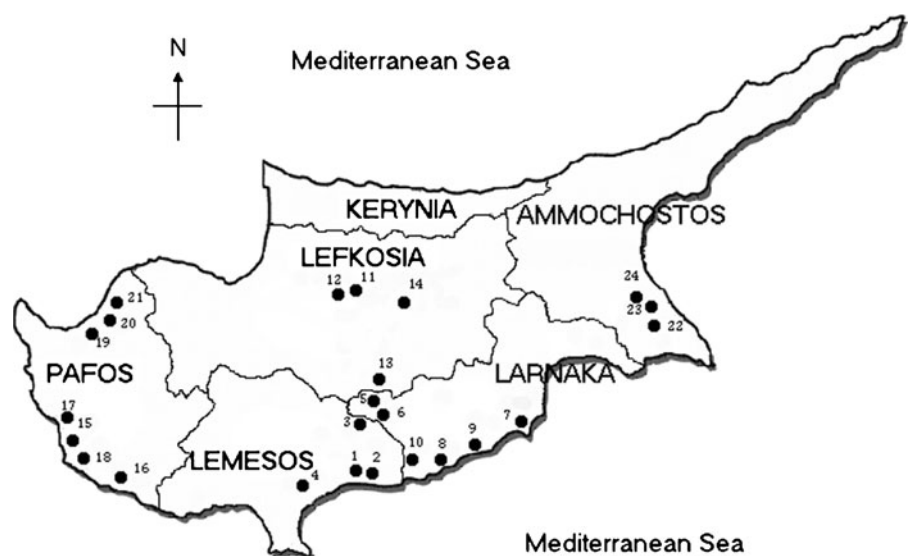 N
Mediterranean Sea
KERYNIA
AMMOCHOSTOS
LEFKOSIA
12
11
14
24
23
22
21
20
19
PAFOS
13
LARNAKA
5
6
3
7
17
15
18
16
LEMESOS
4
1
2
10
8
9
Mediterranean Sea